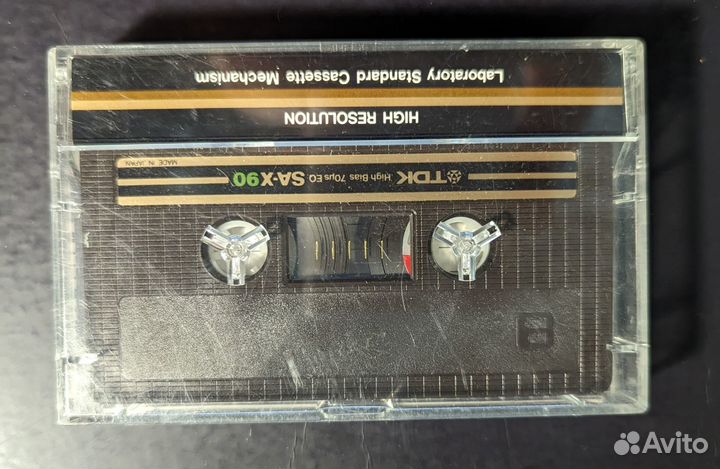 HIGH RESOLUTION
Laboratory Standard Cassette Mechanism
TDK High Bias 70μs EQ SA-X90
MADE IN JAPAN
B
Avito